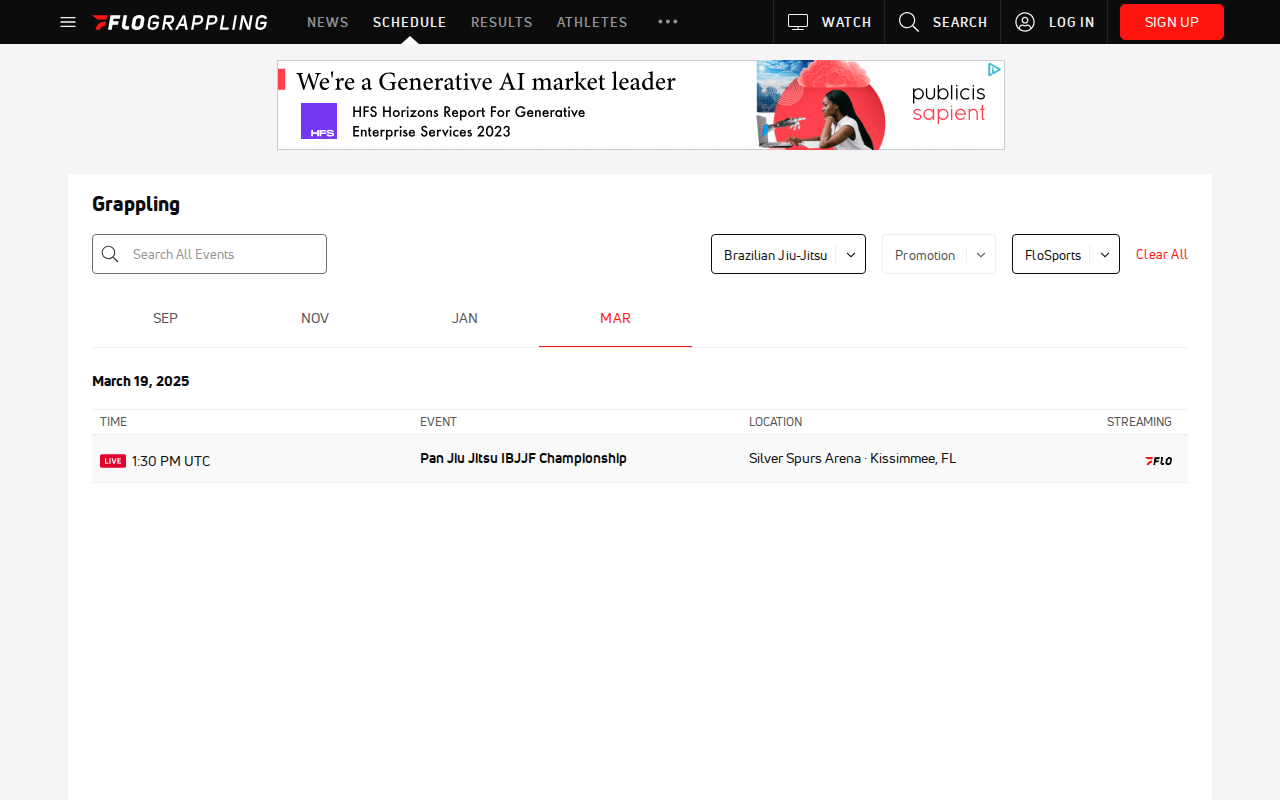 FLOGRAPPLING
NEWS
SCHEDULE
RESULTS
ATHLETES
WATCH
SEARCH
LOG IN
SIGN UP
We're a Generative AI market leader
HFS
HFS Horizons Report For Generative
Enterprise Services 2023
publicis
sapient
Grappling
Search All Events
Brazilian Jiu-Jitsu
Promotion
FloSports
Clear All
SEP
NOV
JAN
MAR
March 19, 2025
TIME
EVENT
LOCATION
STREAMING
LIVE
1:30 PM UTC
Pan Jiu Jitsu IBJJF Championship
Silver Spurs Arena · Kissimmee, FL
FLO